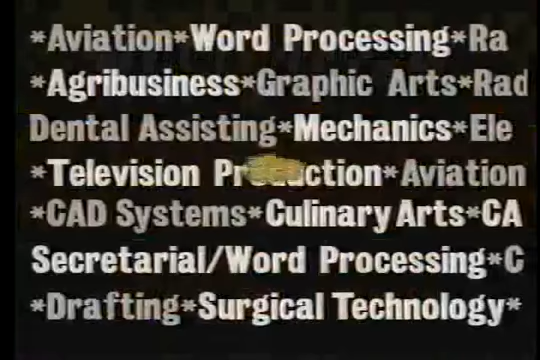 *Aviation*Word Processing*Ra
*Agribusiness*Graphic Arts*Rad
Dental Assisting*Mechanics*Ele
*Television *Aviation
*CAD Systems*Culinary Arts*CA
Secretarial/Word Processing*C
*Drafting*Surgical Technology*